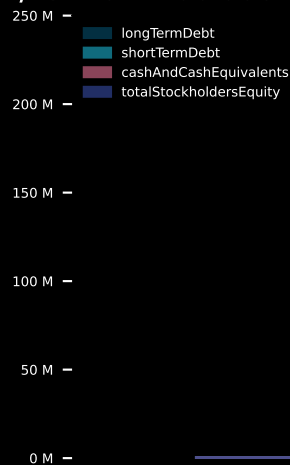 250 M
longTermDebt
shortTermDebt
cashAndCashEquivalents
totalStockholdersEquity
200 M
150 M
100 M
50 M
0 M